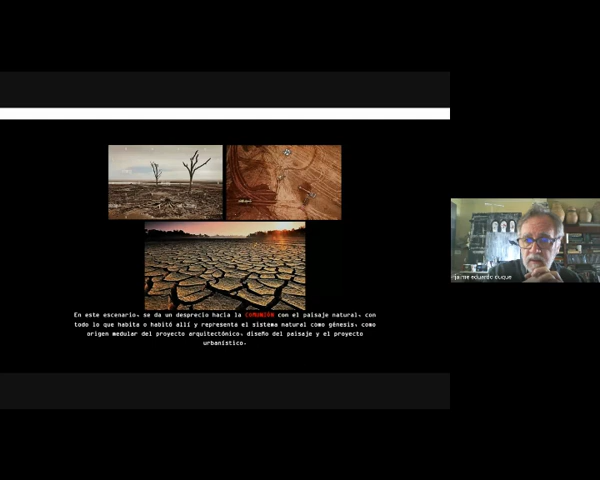 En este escenario, se da un desprecio hacia la COMUNIÓN con el paisaje natural, con
todo lo que habita o habitó allí y representa el sistema natural como génesis, como
origen medular del proyecto arquitectónico, diseño del paisaje y el proyecto
urbanístico.
jaime eduardo duque